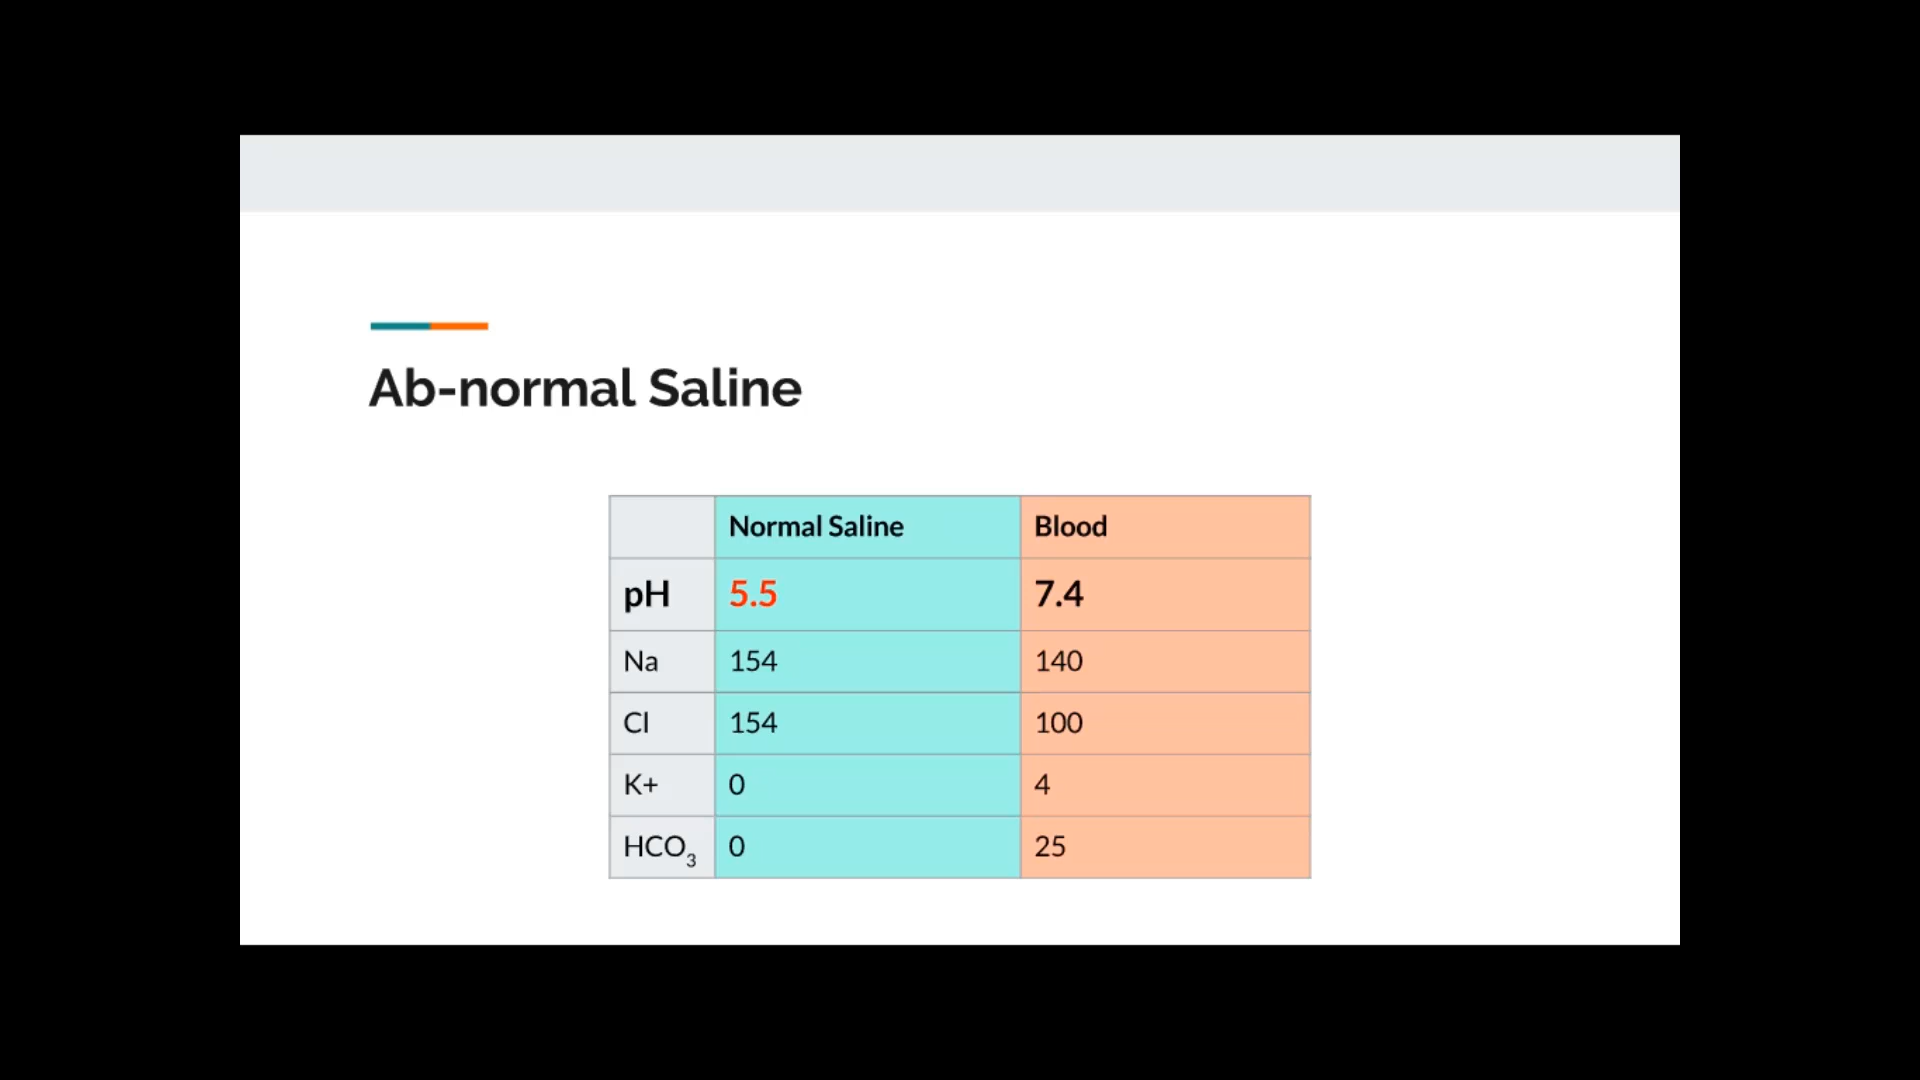 Ab-normal Saline
Normal Saline Blood
pH 5.5 7.4
Na 154 140
Cl 154 100
K+ 0 4
HCO3 0 25